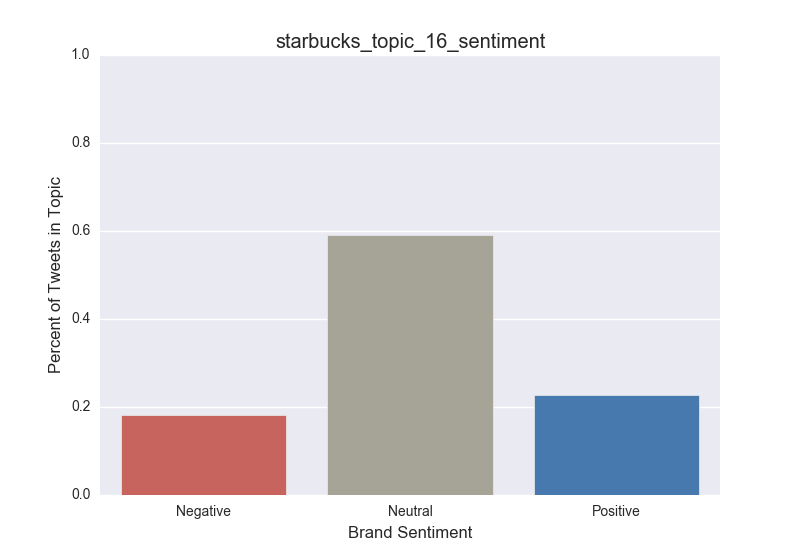 starbucks_topic_16_sentiment
1.0
0.8
0.6
0.4
0.2
0.0
Percent of Tweets in Topic
Negative Neutral Positive
Brand Sentiment